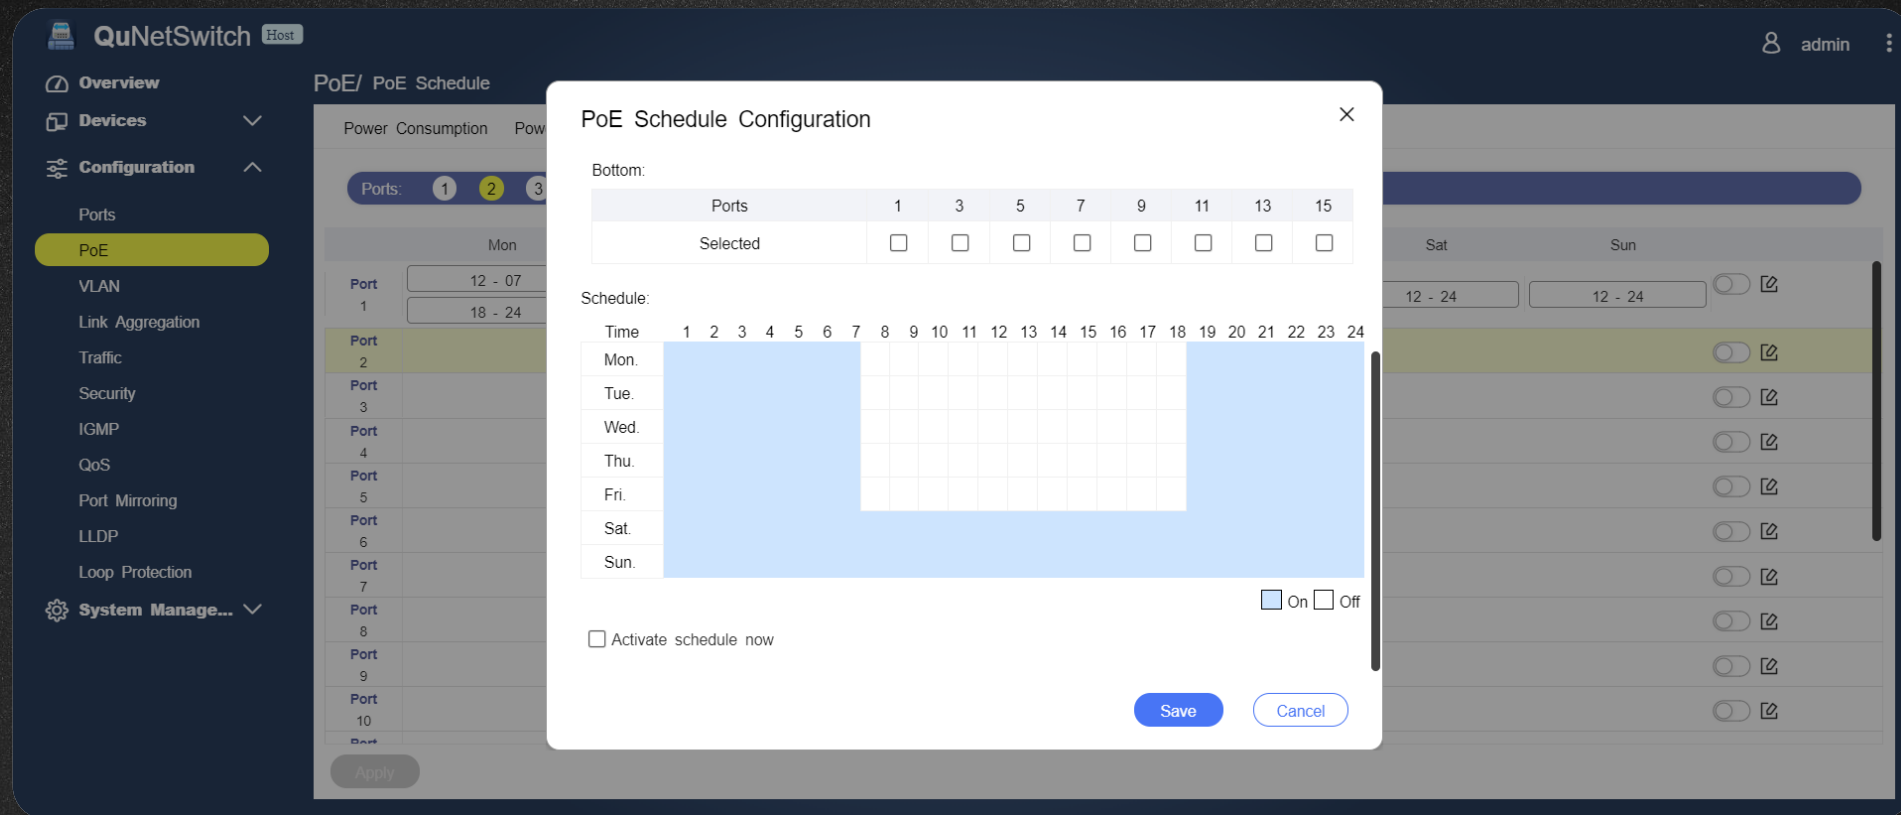 QuNetSwitch Host
admin
Overview
Devices
Configuration
Ports
PoE
VLAN
Link Aggregation
Traffic
Security
IGMP
QoS
Port Mirroring
LLDP
Loop Protection
System Manage...
PoE/ PoE Schedule
Power Consumption Pow
Ports: 1 2 3
Mon Sat Sun
Port 12 - 07
1 18 - 24 12 - 24 12 - 24
Port
2
Port
3
Port
4
Port
5
Port
6
Port
7
Port
8
Port
9
Port
10
Port
Apply
PoE Schedule Configuration
Bottom:
Ports 1 3 5 7 9 11 13 15
Selected
Schedule:
Time 1 2 3 4 5 6 7 8 9 10 11 12 13 14 15 16 17 18 19 20 21 22 23 24
Mon.
Tue.
Wed.
Thu.
Fri.
Sat.
Sun.
On Off
Activate schedule now
Save Cancel